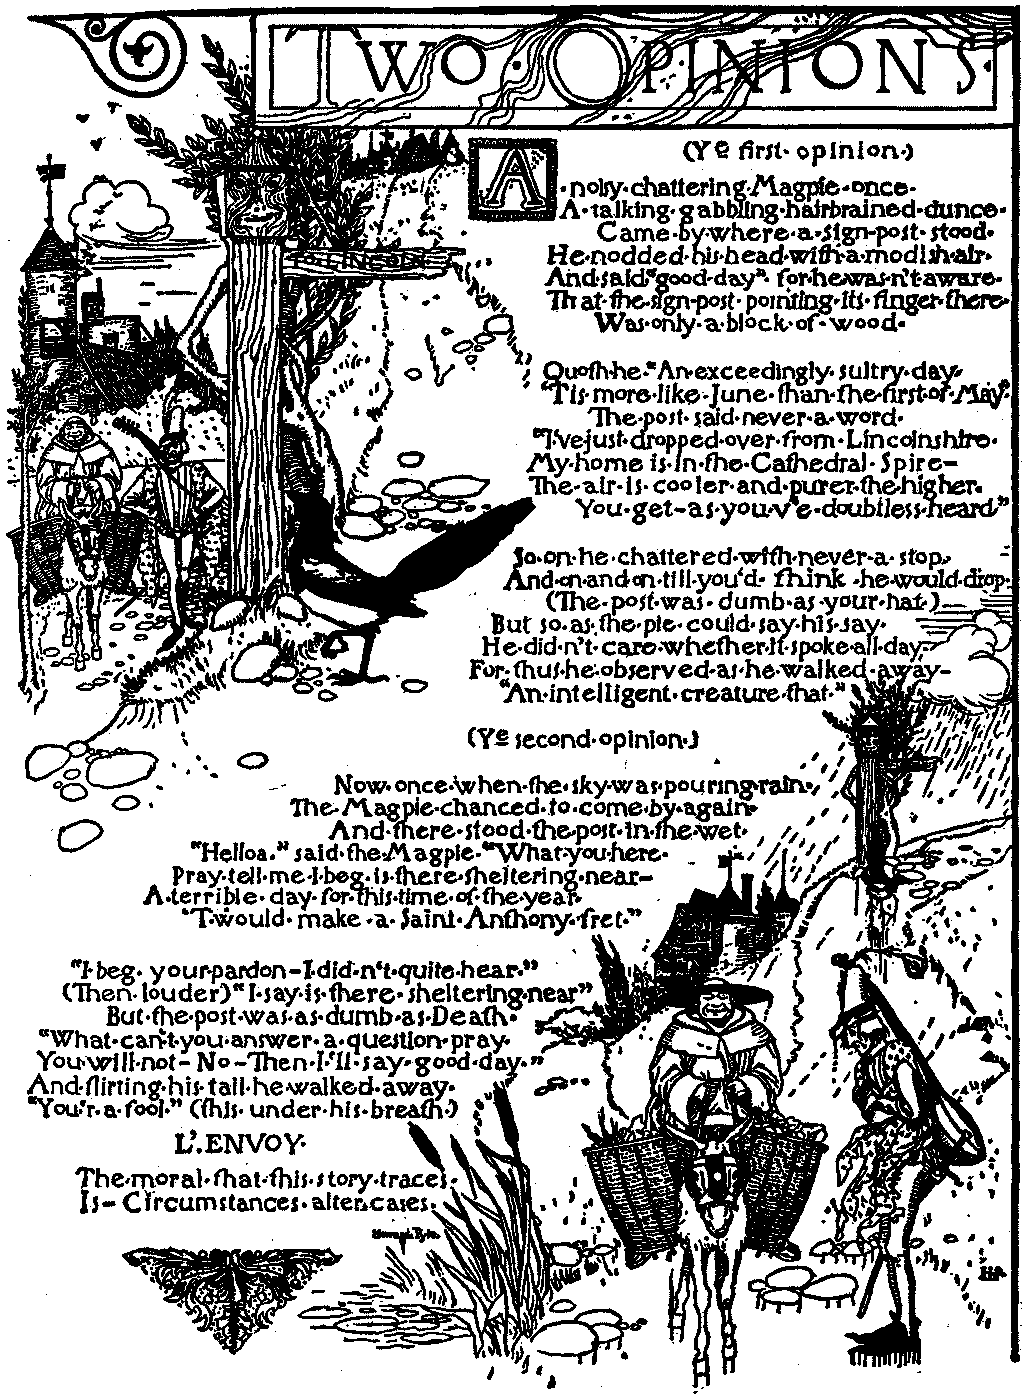 TWO·OPINIONS
(Yᵉ first·opinion·)
A·noisy·chattering·Magpie·once·
A·talking·gabbling·hairbrained·dunce·
Came·by·where·a·sign-post·stood·
He·nodded·his·head·with·a·modish·air·
And·said·"good·day"·for·he·was·n't·aware·
That·the·sign-post·pointing·its·finger·there·
Was·only·a·block·of·wood·
TO·LINCOLN
Quoth·he·"An·exceedingly·sultry·day·
"'Tis·more·like·June·than·the·first·of·May"·
The·post·said·never·a·word·
"I've·just·dropped·over·from·Lincolnshire·
My·home·is·in·the·Cathedral·Spire–
The·air·is·cooler·and·purer·the·higher·
You·get–as·you·v'e·doubtless·heard"
So·on·he·chattered·with·never·a·stop·
And·on·and·on·till·you'd·think·he·would·drop·
(The·post·was·dumb·as·your·hat·)
But·so·as·the·pie·could·say·his·say·
He·did·n't·care·whether·it·spoke·all·day·
For·thus·he·observed·as·he·walked·away–
"An·intelligent·creature·that·"
(Yᵉ second·opinion·)
Now·once·when·the·sky·was·pouring·rain·
The·Magpie·chanced·to·come·by·again·
And·there·stood·the·post·in·the·wet·
"Helloa·"said·the·Magpie·"What·you·here·
Pray·tell·me·I·beg·is·there·sheltering·near–
A·terrible·day·for·this·time·of·the·year·
"T·would·make·a·Saint·Anthony·fret·"
"I·beg·your·pardon–I·did·n't·quite·hear·"
(Then·louder)"I·say·is·there·sheltering·near"
But·the·post·was·as·dumb·as·Death·
"What·can't·you·answer·a·question·pray·
You·will·not–No–Then·I·'ll·say·good·day·"
And·flirting·his·tail·he·walked·away·
"You'r·a·fool·"(this·under·his·breath·)
L'·ENVOY·
The·moral·that·this·story·traces·
Is–Circumstances·alter·cases·
Howard Pyle·
HP